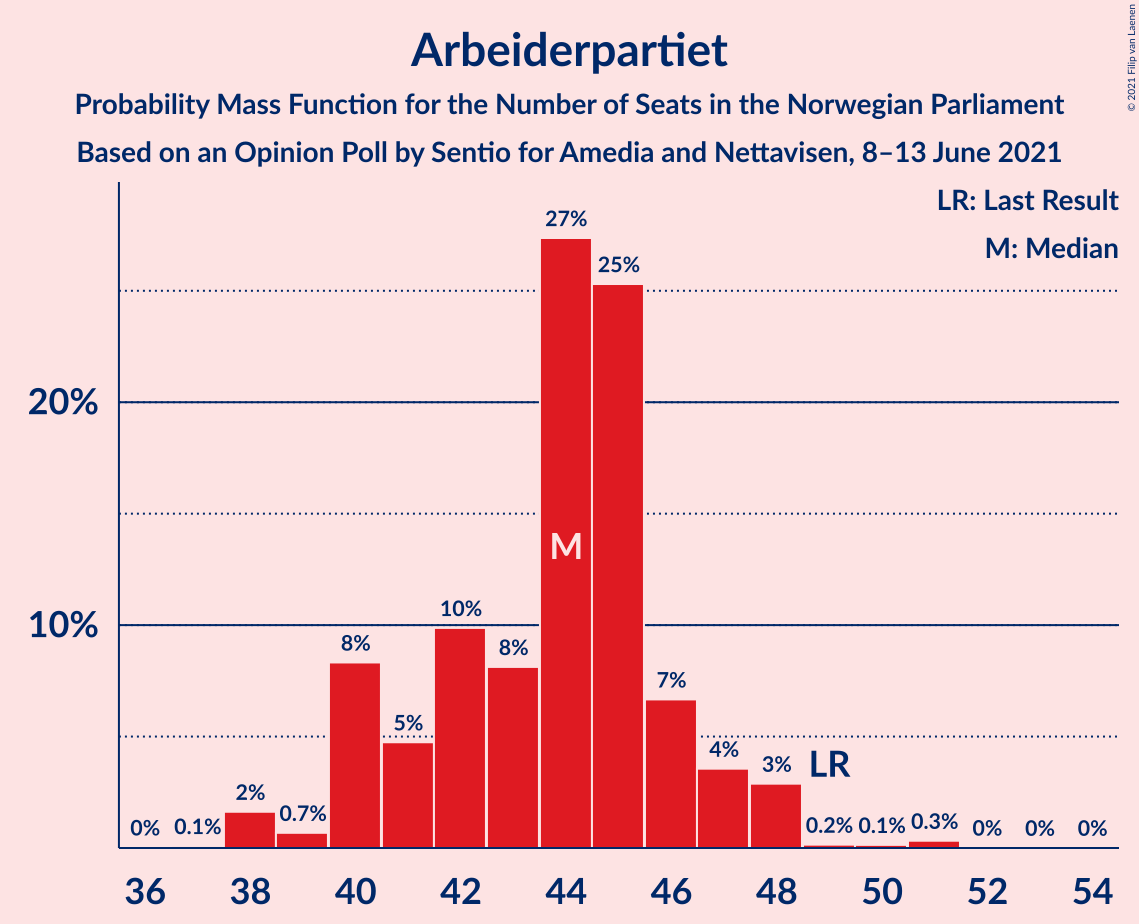 Arbeiderpartiet
Probability Mass Function for the Number of Seats in the Norwegian Parliament
Based on an Opinion Poll by Sentio for Amedia and Nettavisen, 8–13 June 2021
© 2021 Filip van Laenen
LR: Last Result
M: Median
27%
25%
20%
M
10%
10%
8%
8%
7%
5%
4%
3%
LR
2%
0.7%
0% 0.1% 0.2% 0.1% 0.3% 0% 0% 0%
36 38 40 42 44 46 48 50 52 54